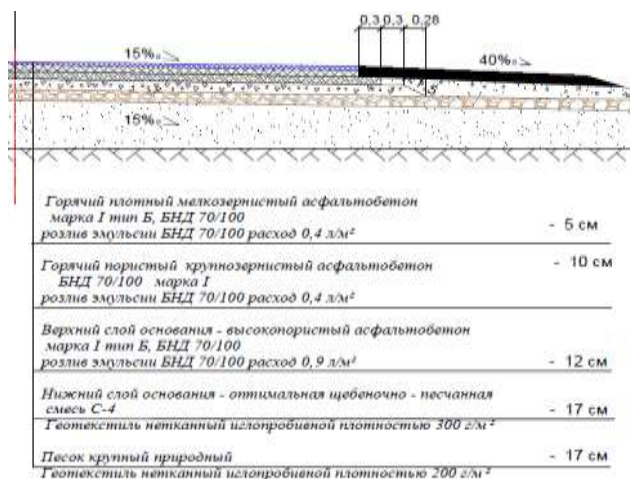 0.3 0.3 0.28
15‰
40‰
15‰
Горячий плотный мелкозернистый асфальтобетон
марка I тип Б, БНД 70/100
розлив эмульсии БНД 70/100 расход 0,4 л/м²
- 5 см
Горячий пористый крупнозернистый асфальтобетон
- 10 см
БНД 70/100 марка I
розлив эмульсии БНД 70/100 расход 0,4 л/м²
Верхний слой основания - высокопористый асфальтобетон
марка I тип Б, БНД 70/100
розлив эмульсии БНД 70/100 расход 0,9 л/м²
- 12 см
Нижний слой основания - оптимальная щебеночно - песчанная
смесь С-4
- 17 см
Геотекстиль нетканный иглопробивной плотностью 300 г/м²
Песок крупный природный
- 17 см
Геотекстиль нетканный иглопробивной плотностью 200 г/м²